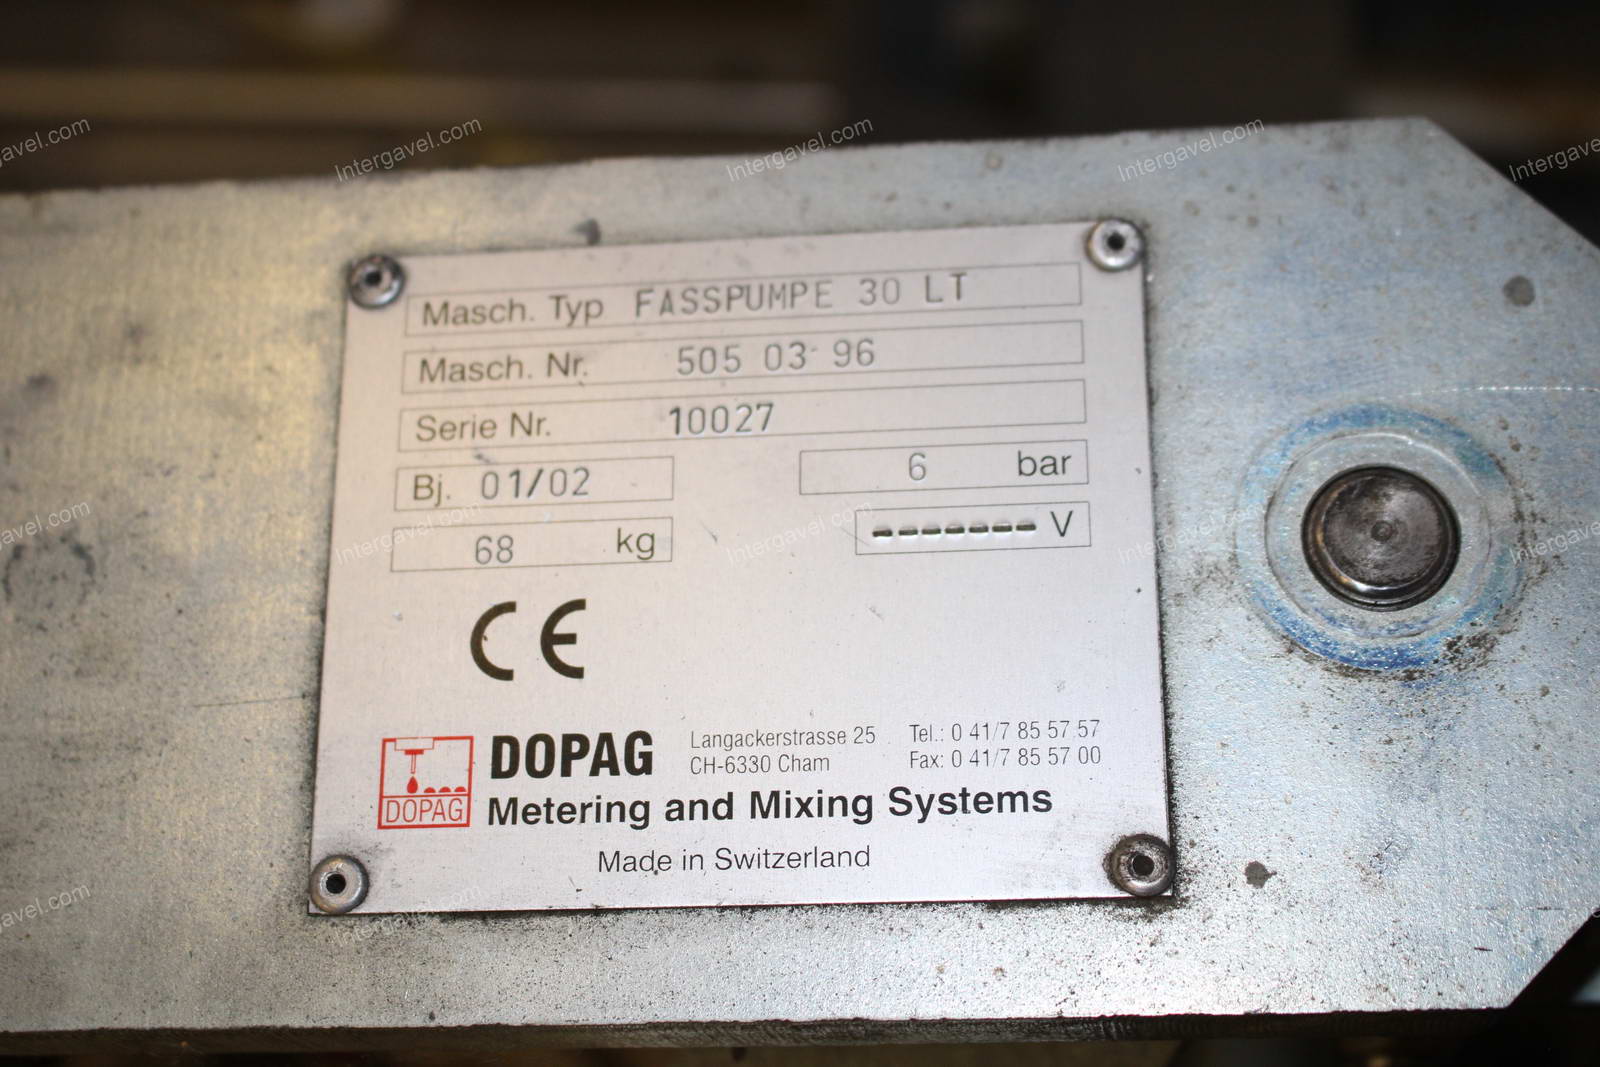 Masch. Typ FASSPUMPE 30 LT
Masch. Nr. 505 03 96
Serie Nr. 10027
Bj. 01/02
6 bar
68 kg
------- V
CE
DOPAG
DOPAG
Langackerstrasse 25
CH-6330 Cham
Tel.: 0 41/7 85 57 57
Fax: 0 41/7 85 57 00
Metering and Mixing Systems
Made in Switzerland
Intergavel.com